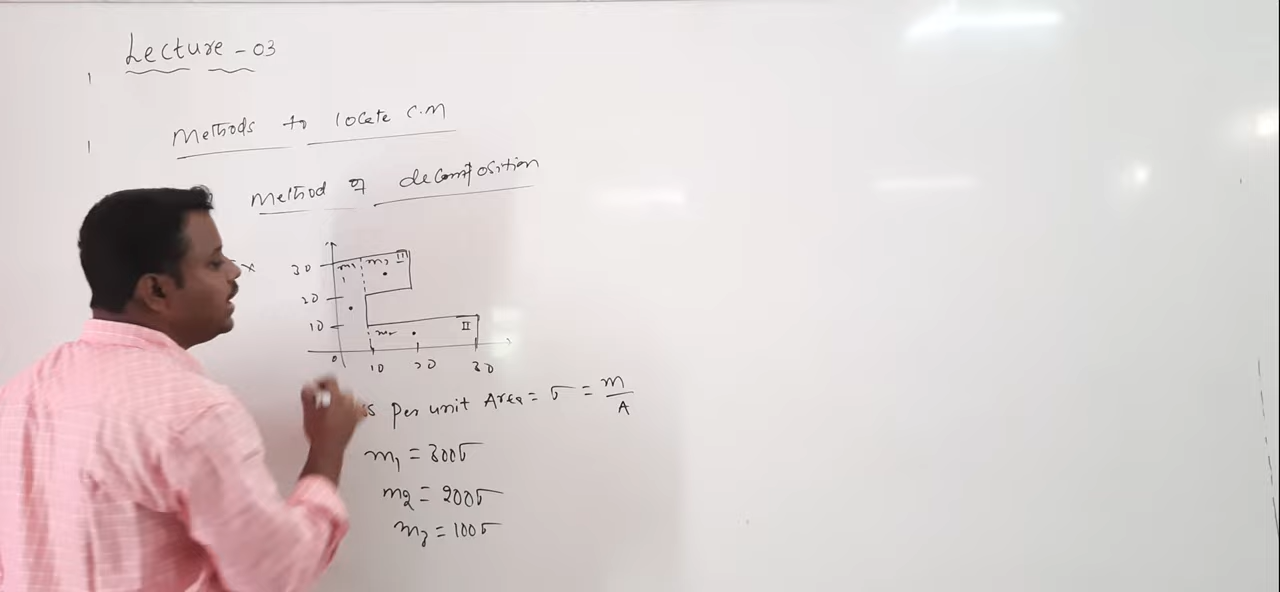 Lecture - 03
Methods to locate C.M
Method of decomposition
30 m1 m3 III
20
10 m2 II
0 10 20 30
Per unit Area = σ = m/A
m1 = 300σ
m2 = 200σ
m3 = 100σ